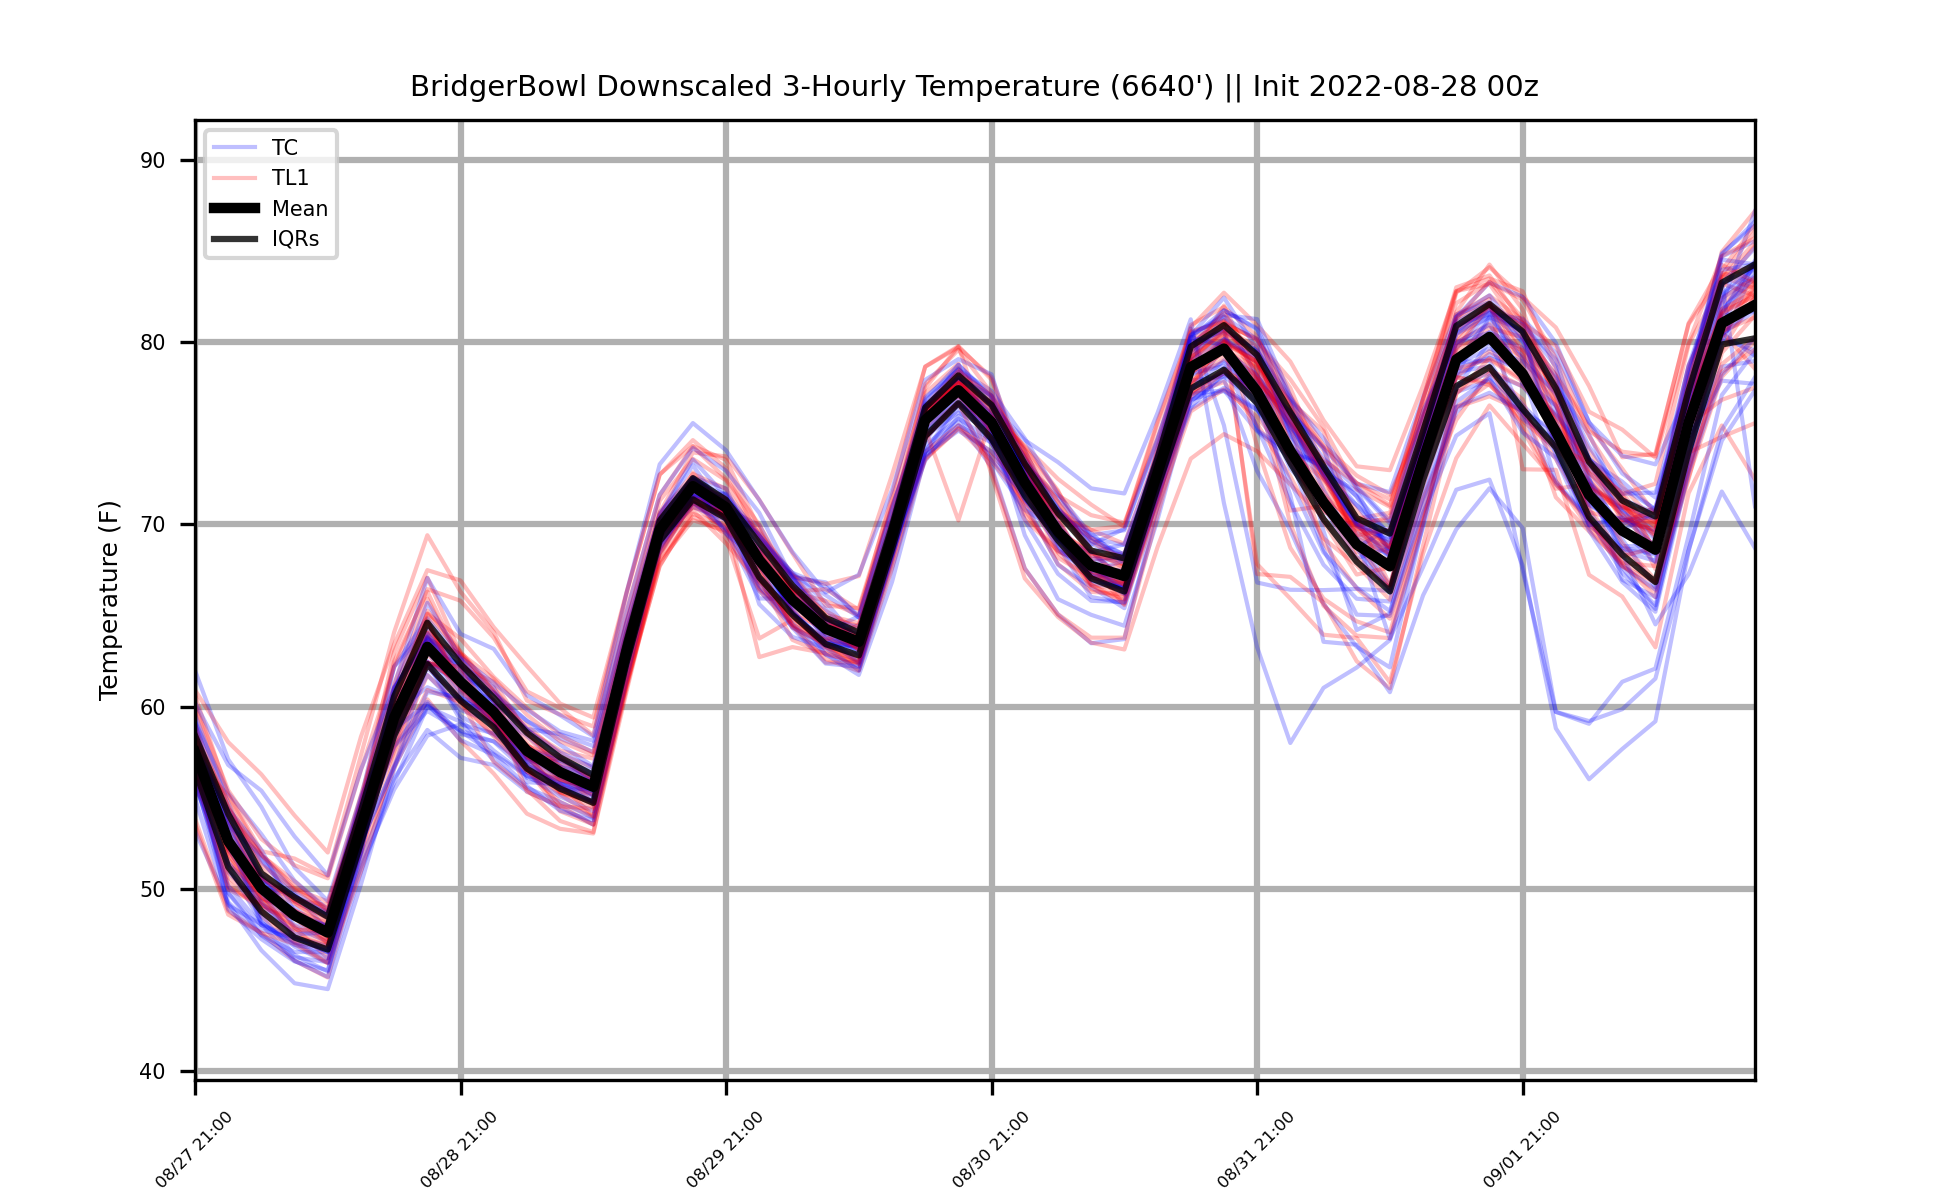 BridgerBowl Downscaled 3-Hourly Temperature (6640') || Init 2022-08-28 00z
TC
TL1
Mean
IQRs
Temperature (F)
90
80
70
60
50
40
08/27 21:00
08/28 21:00
08/29 21:00
08/30 21:00
08/31 21:00
09/01 21:00